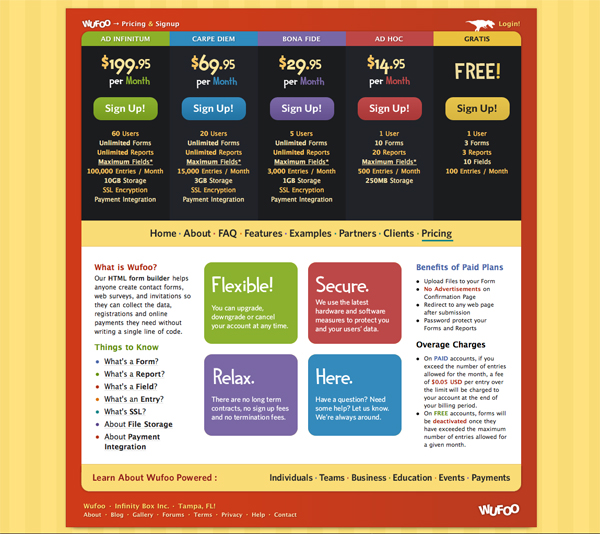 WUFOO → Pricing & Signup
Login!
AD INFINITUM
$199.95
per Month
Sign Up!
60 Users
Unlimited Forms
Unlimited Reports
Maximum Fields*
100,000 Entries / Month
10GB Storage
SSL Encryption
Payment Integration
CARPE DIEM
$69.95
per Month
Sign Up!
20 Users
Unlimited Forms
Unlimited Reports
Maximum Fields*
15,000 Entries / Month
3GB Storage
SSL Encryption
Payment Integration
BONA FIDE
$29.95
per Month
Sign Up!
5 Users
Unlimited Forms
Unlimited Reports
Maximum Fields*
3,000 Entries / Month
1GB Storage
SSL Encryption
Payment Integration
AD HOC
$14.95
per Month
Sign Up!
1 User
10 Forms
20 Reports
Maximum Fields*
500 Entries / Month
250MB Storage
GRATIS
FREE!
Sign Up!
1 User
3 Forms
3 Reports
10 Fields
100 Entries / Month
Home · About · FAQ · Features · Examples · Partners · Clients · Pricing
What is Wufoo?
Our HTML form builder helps
anyone create contact forms,
web surveys, and invitations so
they can collect the data,
registrations and online
payments they need without
writing a single line of code.
Things to Know
• What's a Form?
• What's a Report?
• What's a Field?
• What's an Entry?
• What's SSL?
• About File Storage
• About Payment
Integration
Flexible!
You can upgrade,
downgrade or cancel
your account at any time.
Secure.
We use the latest
hardware and software
measures to protect you
and your users' data.
Relax.
There are no long term
contracts, no sign up fees
and no termination fees.
Here.
Have a question? Need
some help? Let us know.
We're always around.
Benefits of Paid Plans
• Upload Files to your Form
• No Advertisements on
Confirmation Page
• Redirect to any web page
after submission
• Password protect your
Forms and Reports
Overage Charges
• On PAID accounts, if you
exceed the number of entries
allowed for the month, a fee
of $0.05 USD per entry over
the limit will be charged to
your account at the end of
your billing period.
• On FREE accounts, forms will
be deactivated once they
have exceeded the maximum
number of entries allowed for
a given month.
Learn About Wufoo Powered :
Individuals · Teams · Business · Education · Events · Payments
Wufoo · Infinity Box Inc. · Tampa, FL!
About · Blog · Gallery · Forums · Terms · Privacy · Help · Contact
WUFOO